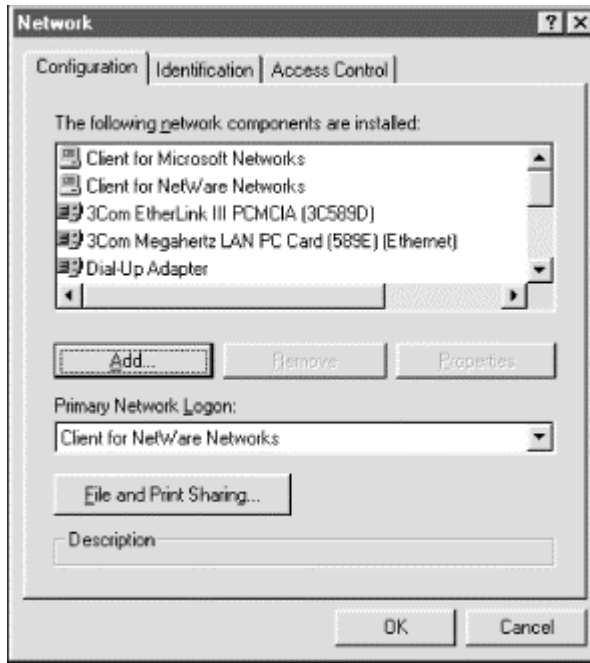 Network
Configuration Identification Access Control
The following network components are installed:
Client for Microsoft Networks
Client for NetWare Networks
3Com EtherLink III PCMCIA (3C589D)
3Com Megahertz LAN PC Card (589E) (Ethernet)
Dial-Up Adapter
Add... Remove Properties
Primary Network Logon:
Client for NetWare Networks
File and Print Sharing...
Description
OK Cancel